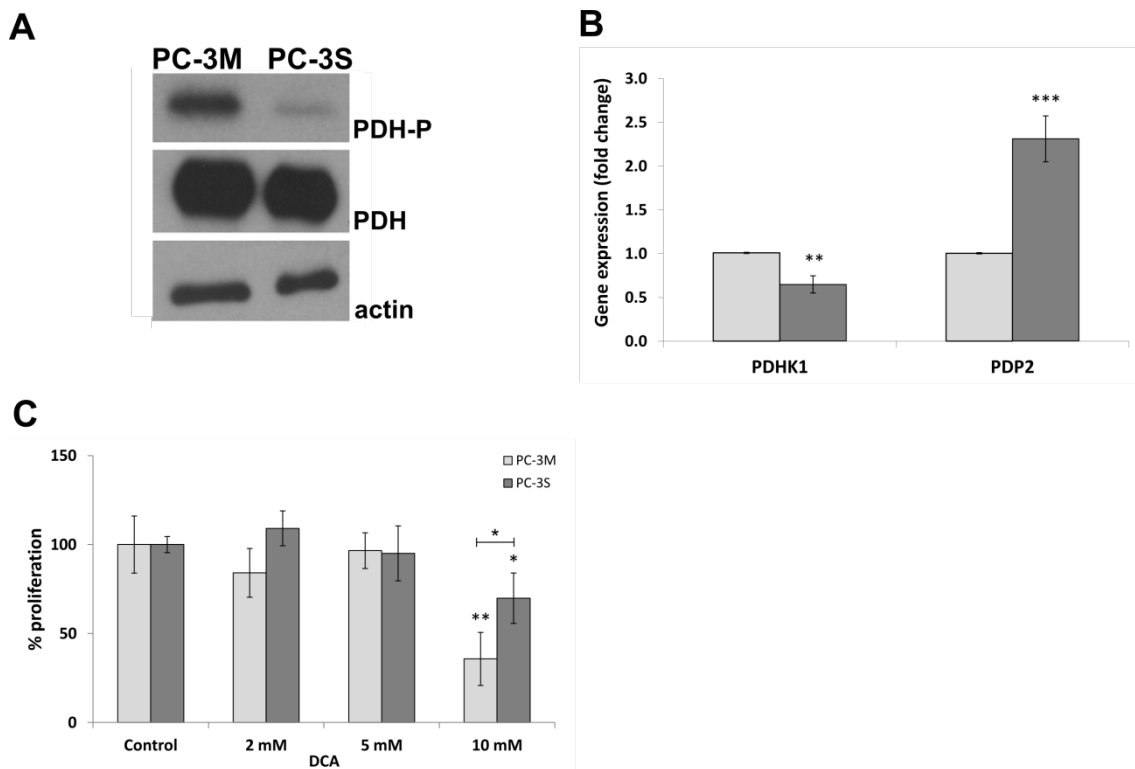 A
PC-3M PC-3S
PDH-P
PDH
actin
B
Gene expression (fold change)
3.0
2.5
2.0
1.5
1.0
0.5
0.0
**
***
PDHK1 PDP2
C
% proliferation
150
100
50
0
PC-3M
PC-3S
*
*
**
Control 2 mM 5 mM 10 mM
DCA